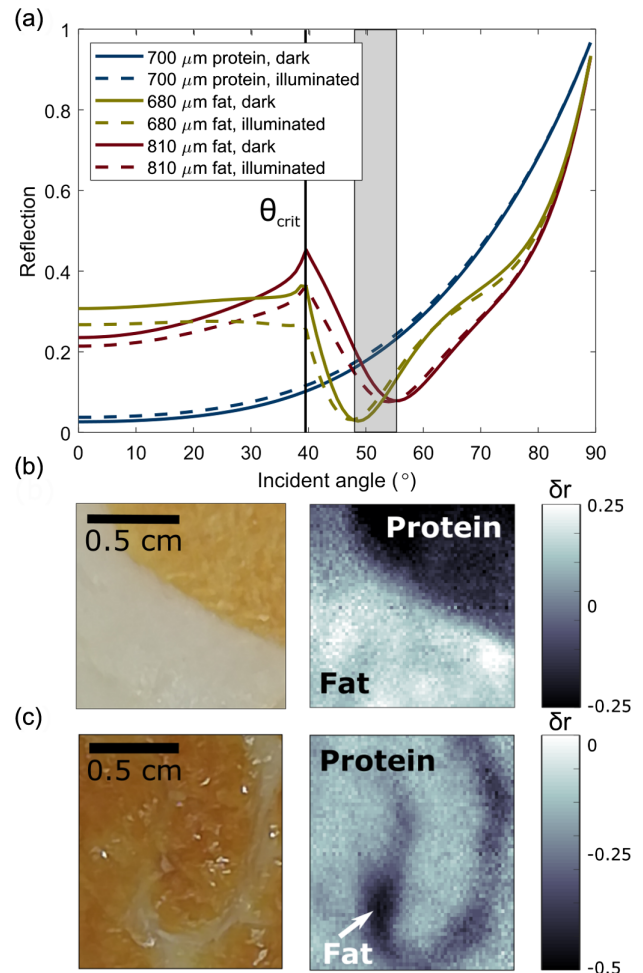 (a)
1
0.8
0.6
0.4
0.2
0
Reflection
700 μm protein, dark
700 μm protein, illuminated
680 μm fat, dark
680 μm fat, illuminated
810 μm fat, dark
810 μm fat, illuminated
θcrit
0 10 20 30 40 50 60 70 80 90
Incident angle (°)
(b)
0.5 cm
Protein
Fat
δr
0.25
0
-0.25
(c)
0.5 cm
Protein
Fat
δr
0
-0.25
-0.5